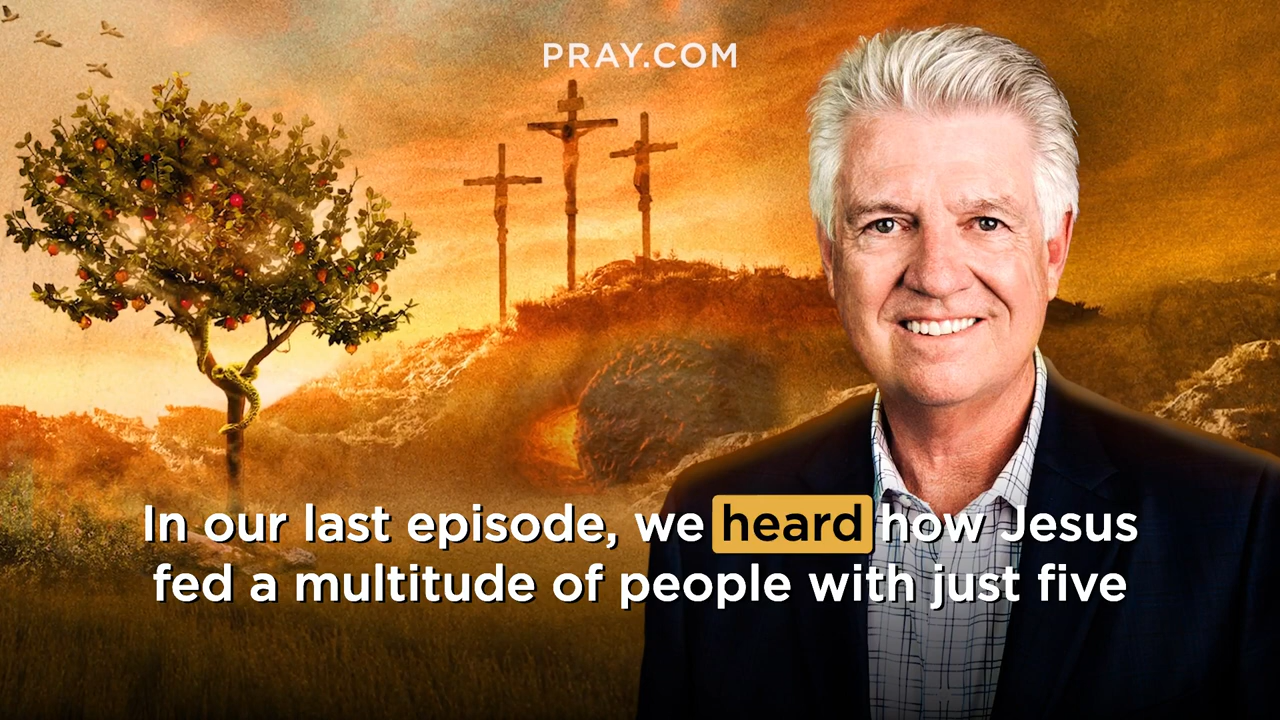 PRAY.COM
In our last episode, we heard how Jesus
fed a multitude of people with just five